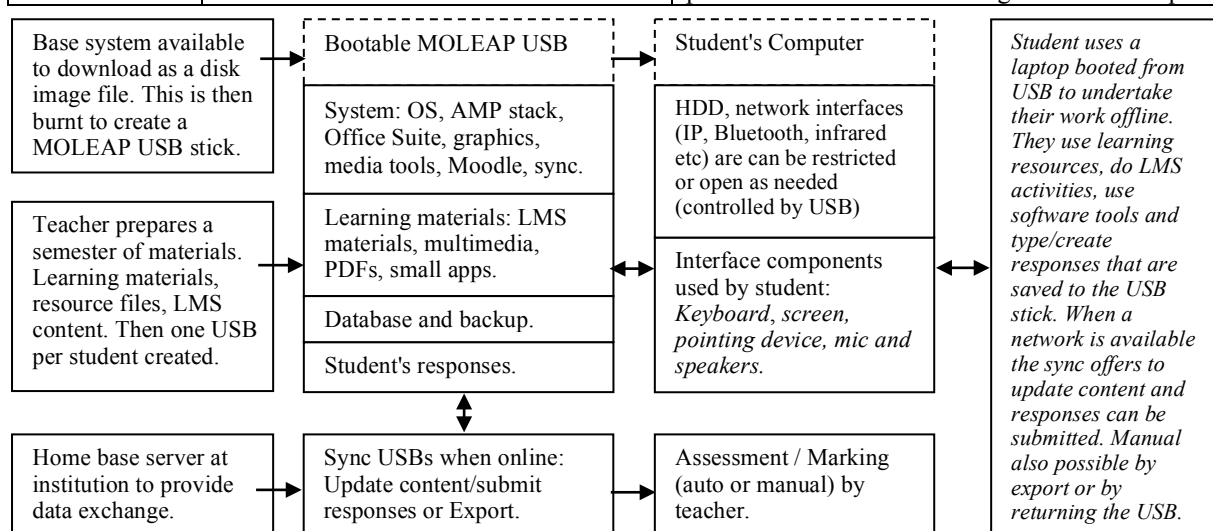 Base system available
to download as a disk
image file. This is then
burnt to create a
MOLEAP USB stick.
Bootable MOLEAP USB
Student's Computer
System: OS, AMP stack,
Office Suite, graphics,
media tools, Moodle, sync.
HDD, network interfaces
(IP, Bluetooth, infrared
etc) are can be restricted
or open as needed
(controlled by USB)
Teacher prepares a
semester of materials.
Learning materials,
resource files, LMS
content. Then one USB
per student created.
Learning materials: LMS
materials, multimedia,
PDFs, small apps.
Database and backup.
Student's responses.
Interface components
used by student:
Keyboard, screen,
pointing device, mic and
speakers.
Student uses a
laptop booted from
USB to undertake
their work offline.
They use learning
resources, do LMS
activities, use
software tools and
type/create
responses that are
saved to the USB
stick. When a
network is available
the sync offers to
update content and
responses can be
submitted. Manual
also possible by
export or by
returning the USB.
Home base server at
institution to provide
data exchange.
Sync USBs when online:
Update content/submit
responses or Export.
Assessment / Marking
(auto or manual) by
teacher.